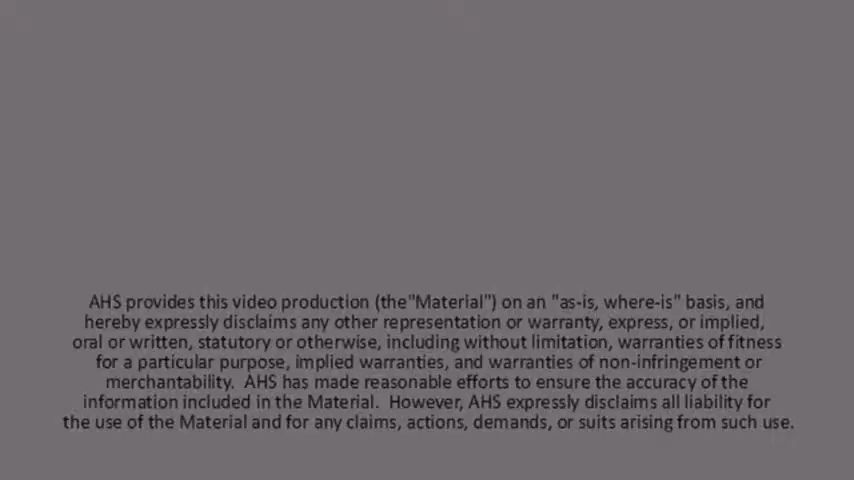 AHS provides this video production (the"Material") on an "as-is, where-is" basis, and
hereby expressly disclaims any other representation or warranty, express, or implied,
oral or written, statutory or otherwise, including without limitation, warranties of fitness
for a particular purpose, implied warranties, and warranties of non-infringement or
merchantability.  AHS has made reasonable efforts to ensure the accuracy of the
information included in the Material.  However, AHS expressly disclaims all liability for
the use of the Material and for any claims, actions, demands, or suits arising from such use.